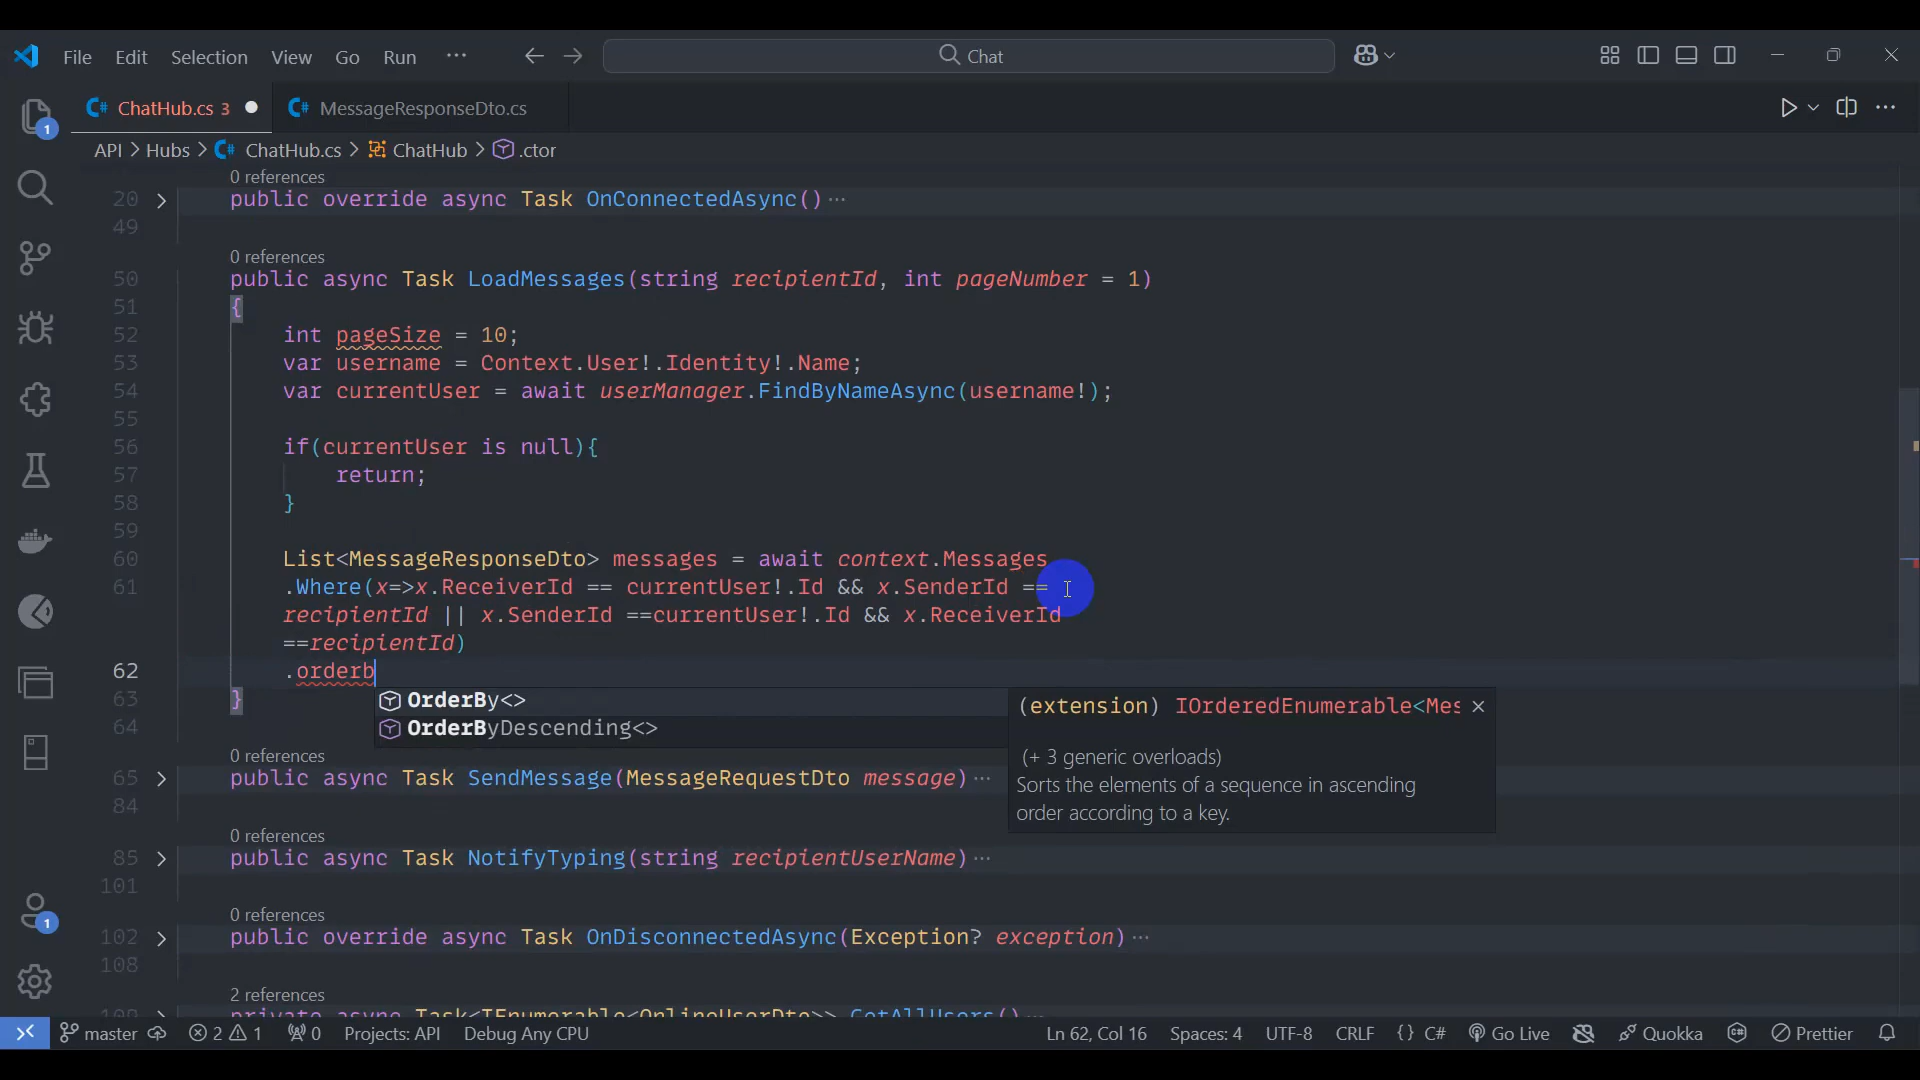 File Edit Selection View Go Run ··· Chat
ChatHub.cs 3 MessageResponseDto.cs
API > Hubs > ChatHub.cs > ChatHub > .ctor
0 references
20 public override async Task OnConnectedAsync() ···
49
0 references
50 public async Task LoadMessages(string recipientId, int pageNumber = 1)
51 {
52 int pageSize = 10;
53 var username = Context.User!.Identity!.Name;
54 var currentUser = await userManager.FindByNameAsync(username!);
55
56 if(currentUser is null){
57 return;
58 }
59
60 List<MessageResponseDto> messages = await context.Messages
61 .Where(x=>x.ReceiverId == currentUser!.Id && x.SenderId ==
recipientId || x.SenderId ==currentUser!.Id && x.ReceiverId
==recipientId)
62 .orderb
63 }
OrderBy<>
OrderByDescending<>
(extension) IOrderedEnumerable<Mes
(+ 3 generic overloads)
Sorts the elements of a sequence in ascending
order according to a key.
64
0 references
65 public async Task SendMessage(MessageRequestDto message) ···
84
0 references
85 public async Task NotifyTyping(string recipientUserName) ···
101
0 references
102 public override async Task OnDisconnectedAsync(Exception? exception) ···
108
2 references
109 private async Task<IEnumerable<OnlineUserDto>> GetAllUsers() ···
master 2 1 0 Projects: API Debug Any CPU Ln 62, Col 16 Spaces: 4 UTF-8 CRLF {} C# Go Live Quokka Prettier